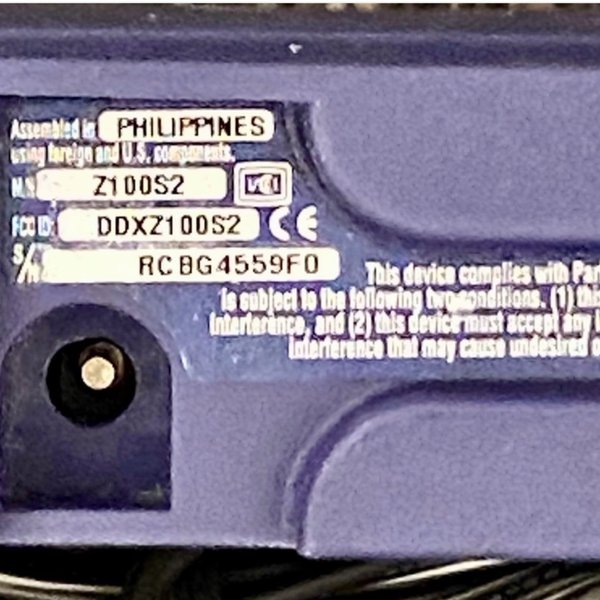 Assembled in PHILIPPINES
using foreign and U.S. components.
M/N Z100S2 VCI
FCC ID: DDXZ100S2 CE
S/N RCBG4559F0
This device complies with Par
is subject to the following two conditions. (1) this
interference, and (2) this device must accept any i
interference that may cause undesired o